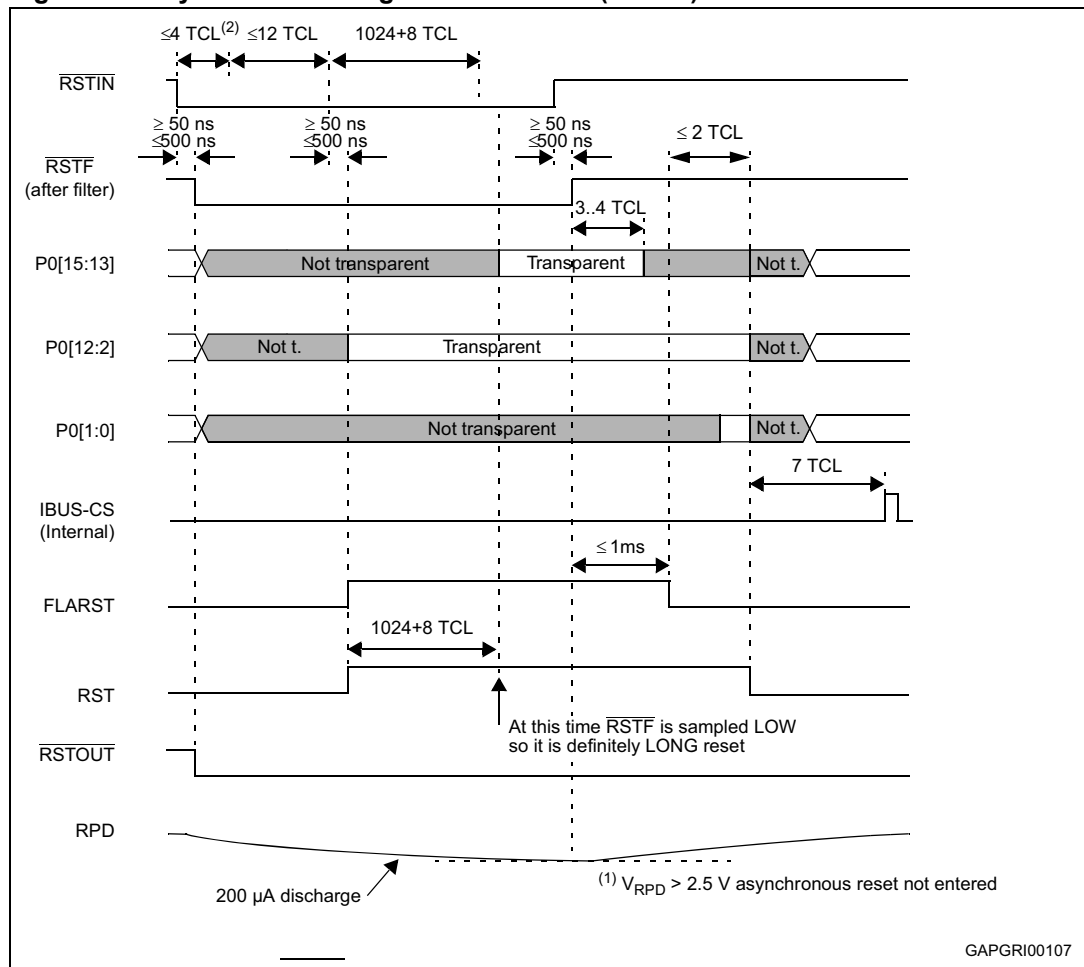 ≤4 TCL(2) ≤12 TCL 1024+8 TCL
RSTIN
≥ 50 ns ≥ 50 ns ≥ 50 ns
≤500 ns ≤500 ns ≤500 ns ≤ 2 TCL
RSTF
(after filter)
3..4 TCL
P0[15:13] Not transparent Transparent Not t.
P0[12:2] Not t. Transparent Not t.
P0[1:0] Not transparent Not t.
7 TCL
IBUS-CS
(Internal)
≤ 1ms
FLARST
1024+8 TCL
RST
At this time RSTF is sampled LOW
so it is definitely LONG reset
RSTOUT
RPD
200 µA discharge
(1) VRPD > 2.5 V asynchronous reset not entered
GAPGRI00107